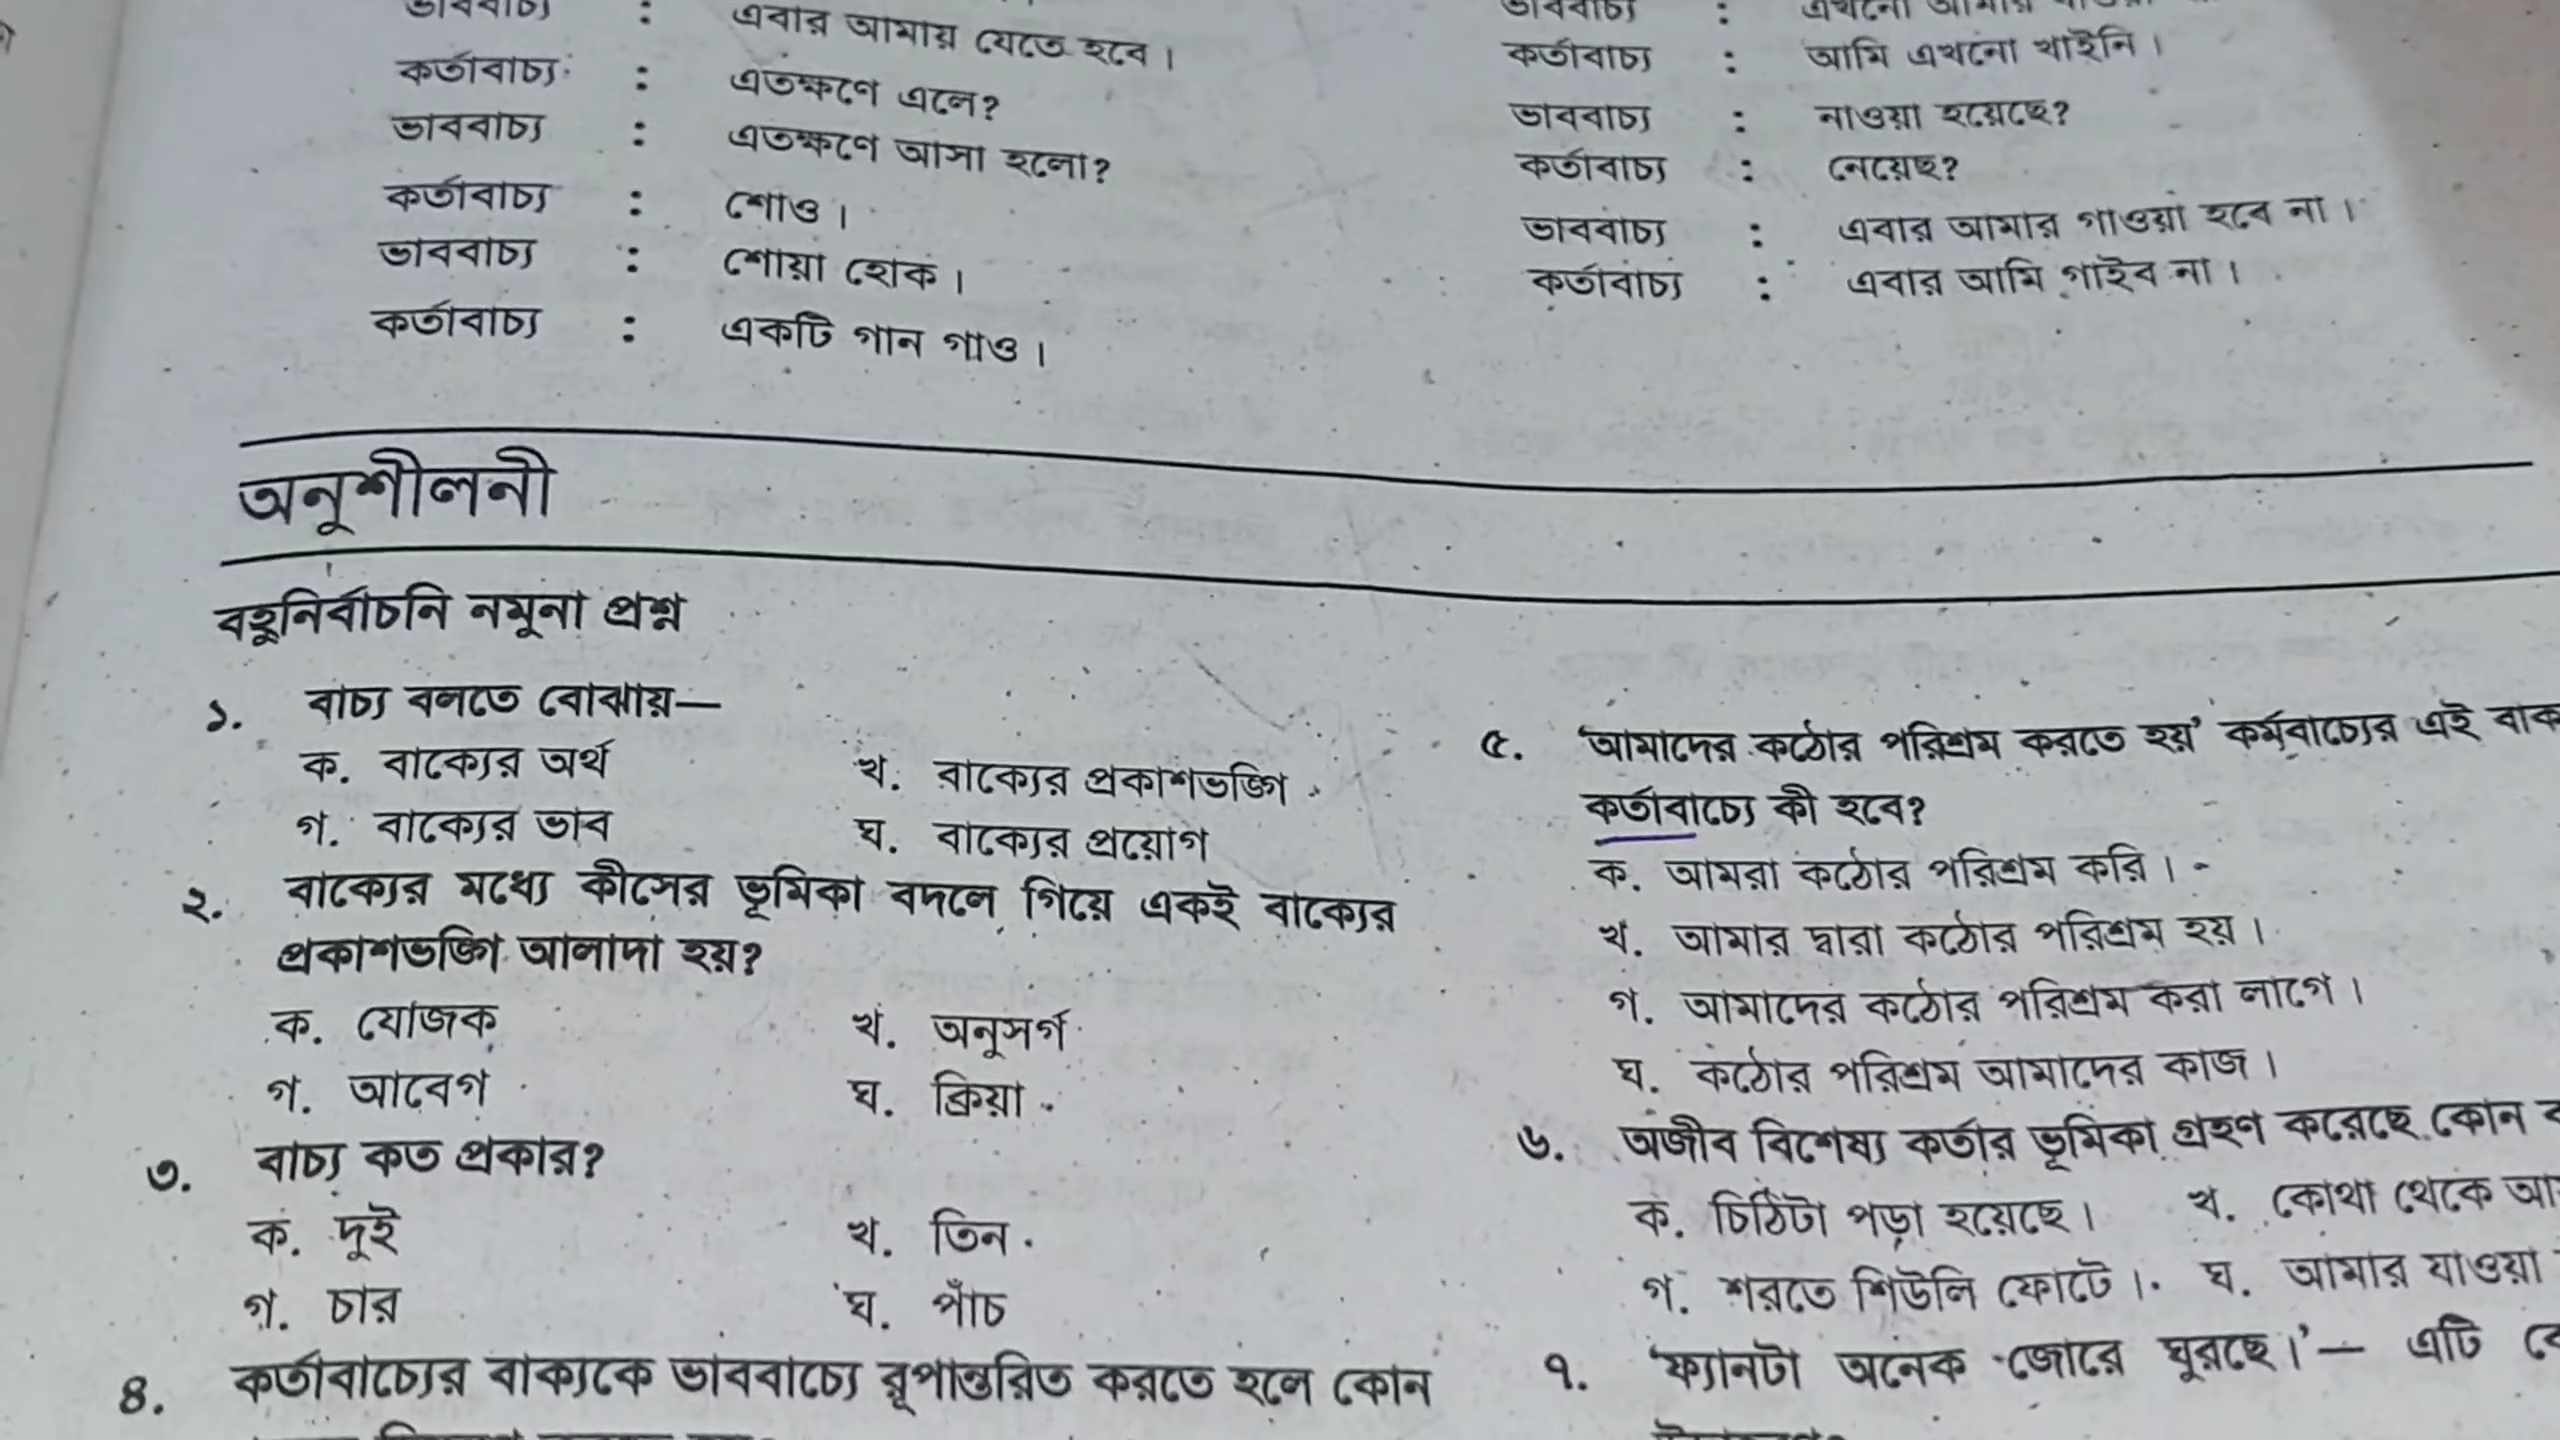 ভাববাচ্য : এবার আমায় যেতে হবে।
কর্তাবাচ্য : এতক্ষণে এলে?
ভাববাচ্য : এতক্ষণে আসা হলো?
কর্তাবাচ্য : শোও।
ভাববাচ্য : শোয়া হোক।
কর্তাবাচ্য : একটি গান গাও।
ভাববাচ্য : এখনো আমার
কর্তাবাচ্য : আমি এখনো খাইনি।
ভাববাচ্য : নাওয়া হয়েছে?
কর্তাবাচ্য : নেয়েছ?
ভাববাচ্য : এবার আমার গাওয়া হবে না।
কর্তাবাচ্য : এবার আমি গাইব না।
অনুশীলনী
বহুনির্বাচনি নমুনা প্রশ্ন
১. বাচ্য বলতে বোঝায়—
ক. বাক্যের অর্থ খ. বাক্যের প্রকাশভঙ্গি
গ. বাক্যের ভাব ঘ. বাক্যের প্রয়োগ
২. বাক্যের মধ্যে কীসের ভূমিকা বদলে গিয়ে একই বাক্যের
প্রকাশভঙ্গি আলাদা হয়?
ক. যোজক খ. অনুসর্গ
গ. আবেগ ঘ. ক্রিয়া
৩. বাচ্য কত প্রকার?
ক. দুই খ. তিন
গ. চার ঘ. পাঁচ
৪. কর্তাবাচ্যের বাক্যকে ভাববাচ্যে রূপান্তরিত করতে হলে কোন
৫. 'আমাদের কঠোর পরিশ্রম করতে হয়' কর্মবাচ্যের এই
কর্তাবাচ্যে কী হবে?
ক. আমরা কঠোর পরিশ্রম করি।
খ. আমার দ্বারা কঠোর পরিশ্রম হয়।
গ. আমাদের কঠোর পরিশ্রম করা লাগে।
ঘ. কঠোর পরিশ্রম আমাদের কাজ।
৬. অজীব বিশেষ্য কর্তার ভূমিকা গ্রহণ করেছে কোন
ক. চিঠিটা পড়া হয়েছে। খ. কোথা থেকে
গ. শরতে শিউলি ফোটে। ঘ. আমার যাওয়া
৭. 'ফ্যানটা অনেক জোরে ঘুরছে।'— এটি